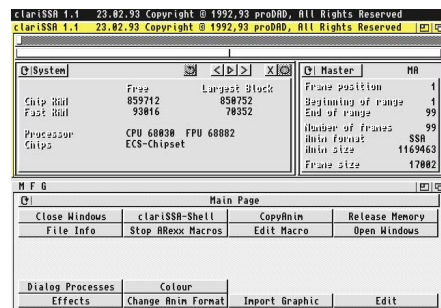 clariSSA 1.1 23.02.93 Copyright © 1992,93 proDAD, All Rights Reserved
clariSSA 1.1 23.02.93 Copyright © 1992,93 proDAD, All Rights Reserved
System < > X
Master MA
Free Largest Block
Chip RAM 859712 850752
Fast RAM 93016 70352
Processor CPU 68030 FPU 68882
Chips ECS-Chipset
Frame position 1
Beginning of range 1
End of range 99
Number of frames 99
Anim format SSA
Anim size 1169463
Frame size 17002
M F G
Main Page
Close Windows clariSSA-Shell CopyAnim Release Memory
File Info Stop ARexx Macros Edit Macro Open Windows
Dialog Processes Colour
Effects Change Anim Format Import Graphic Edit